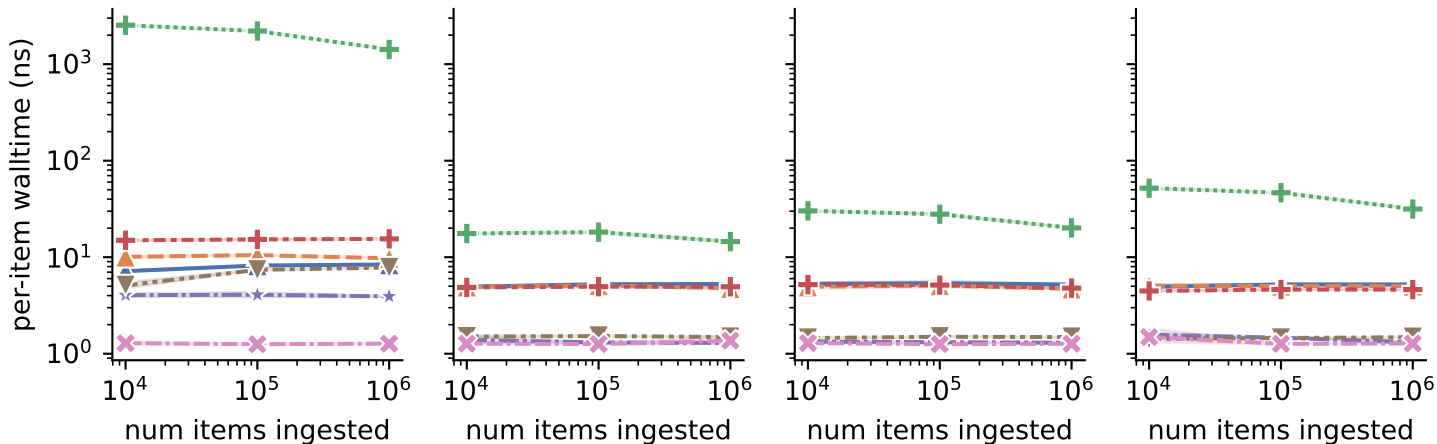 per-item walltime (ns)
10³
10²
10¹
10⁰
10⁴ 10⁵ 10⁶ 10⁴ 10⁵ 10⁶ 10⁴ 10⁵ 10⁶ 10⁴ 10⁵ 10⁶
num items ingested num items ingested num items ingested num items ingested